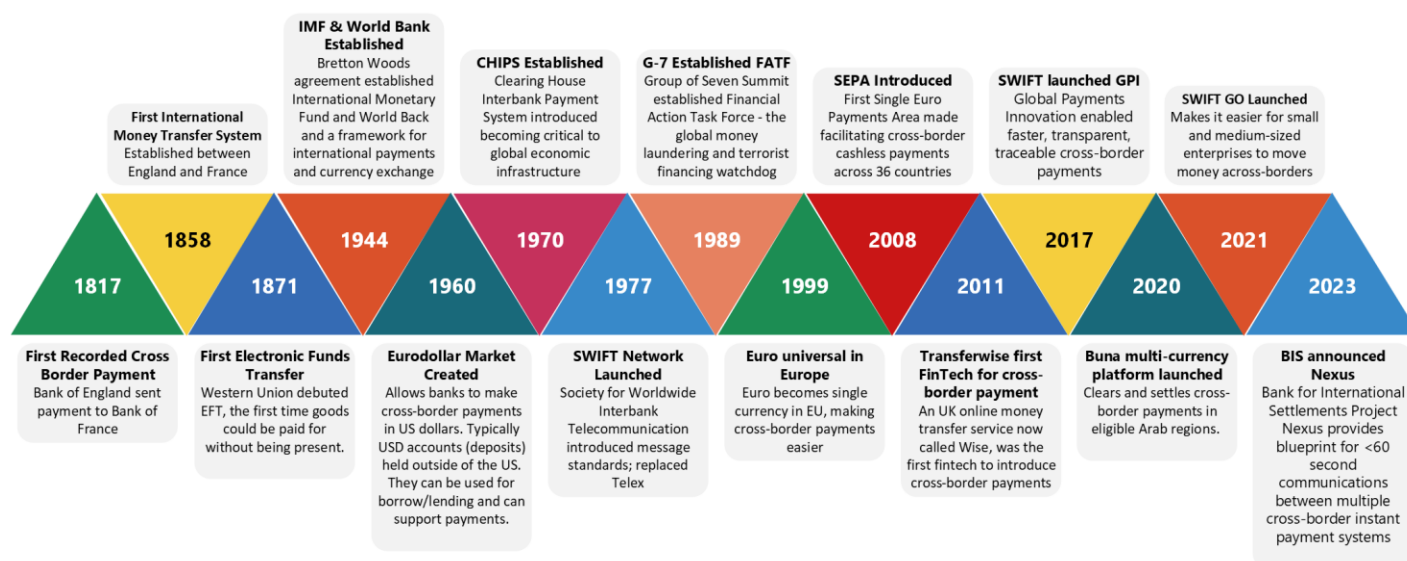 IMF & World Bank
Established
Bretton Woods
agreement established
International Monetary
Fund and World Back
and a framework for
international payments
and currency exchange
CHIPS Established
Clearing House
Interbank Payment
System introduced
becoming critical to
global economic
infrastructure
G-7 Established FATF
Group of Seven Summit
established Financial
Action Task Force - the
global money
laundering and terrorist
financing watchdog
SEPA Introduced
First Single Euro
Payments Area made
facilitating cross-border
cashless payments
across 36 countries
SWIFT launched GPI
Global Payments
Innovation enabled
faster, transparent,
traceable cross-border
payments
SWIFT GO Launched
Makes it easier for small
and medium-sized
enterprises to move
money across-borders
First International
Money Transfer System
Established between
England and France
1817
1858
1871
1944
1960
1970
1977
1989
1999
2008
2011
2017
2020
2021
2023
First Recorded Cross
Border Payment
Bank of England sent
payment to Bank of
France
First Electronic Funds
Transfer
Western Union debuted
EFT, the first time goods
could be paid for
without being present.
Eurodollar Market
Created
Allows banks to make
cross-border payments
in US dollars. Typically
USD accounts (deposits)
held outside of the US.
They can be used for
borrow/lending and can
support payments.
SWIFT Network
Launched
Society for Worldwide
Interbank
Telecommunication
introduced message
standards; replaced
Telex
Euro universal in
Europe
Euro becomes single
currency in EU, making
cross-border payments
easier
Transferwise first
FinTech for cross-
border payment
An UK online money
transfer service now
called Wise, was the
first fintech to introduce
cross-border payments
Buna multi-currency
platform launched
Clears and settles cross-
border payments in
eligible Arab regions.
BIS announced
Nexus
Bank for International
Settlements Project
Nexus provides
blueprint for <60
second
communications
between multiple
cross-border instant
payment systems